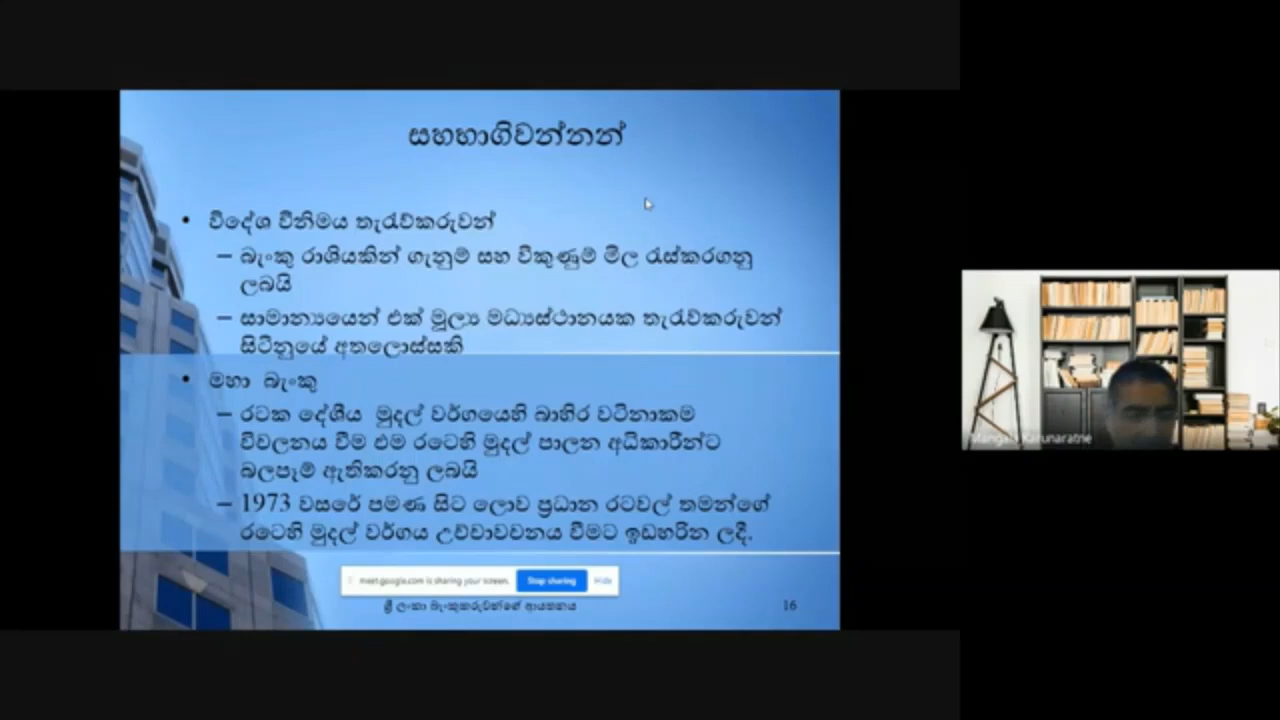 සහභාගිවන්නන්
• විදේශ විනිමය තැරැව්කරුවන්
– බැංකු රාශියකින් ගැනුම් සහ විකුණුම් මිල රැස්කරගනු
ලබයි
– සාමාන්‍යයෙන් එක් මූල්‍ය මධ්‍යස්ථානයක තැරැව්කරුවන්
සිටිනුයේ අතලොස්සකි
• මහා බැංකු
– රටක දේශීය මුදල් වර්ගයෙහි බාහිර වටිනාකම
විචලනය වීම එම රටෙහි මුදල් පාලන අධිකාරීන්ට
බලපෑම් ඇතිකරනු ලබයි
– 1973 වසරේ පමණ සිට ලොව ප්‍රධාන රටවල් තමන්ගේ
රටෙහි මුදල් වර්ගය උච්චාවචනය වීමට ඉඩහරින ලදී.
meet.google.com is sharing your screen. Stop sharing Hide
ශ්‍රී ලංකා බැංකුකරුවන්ගේ ආයතනය 16
Karunaratne